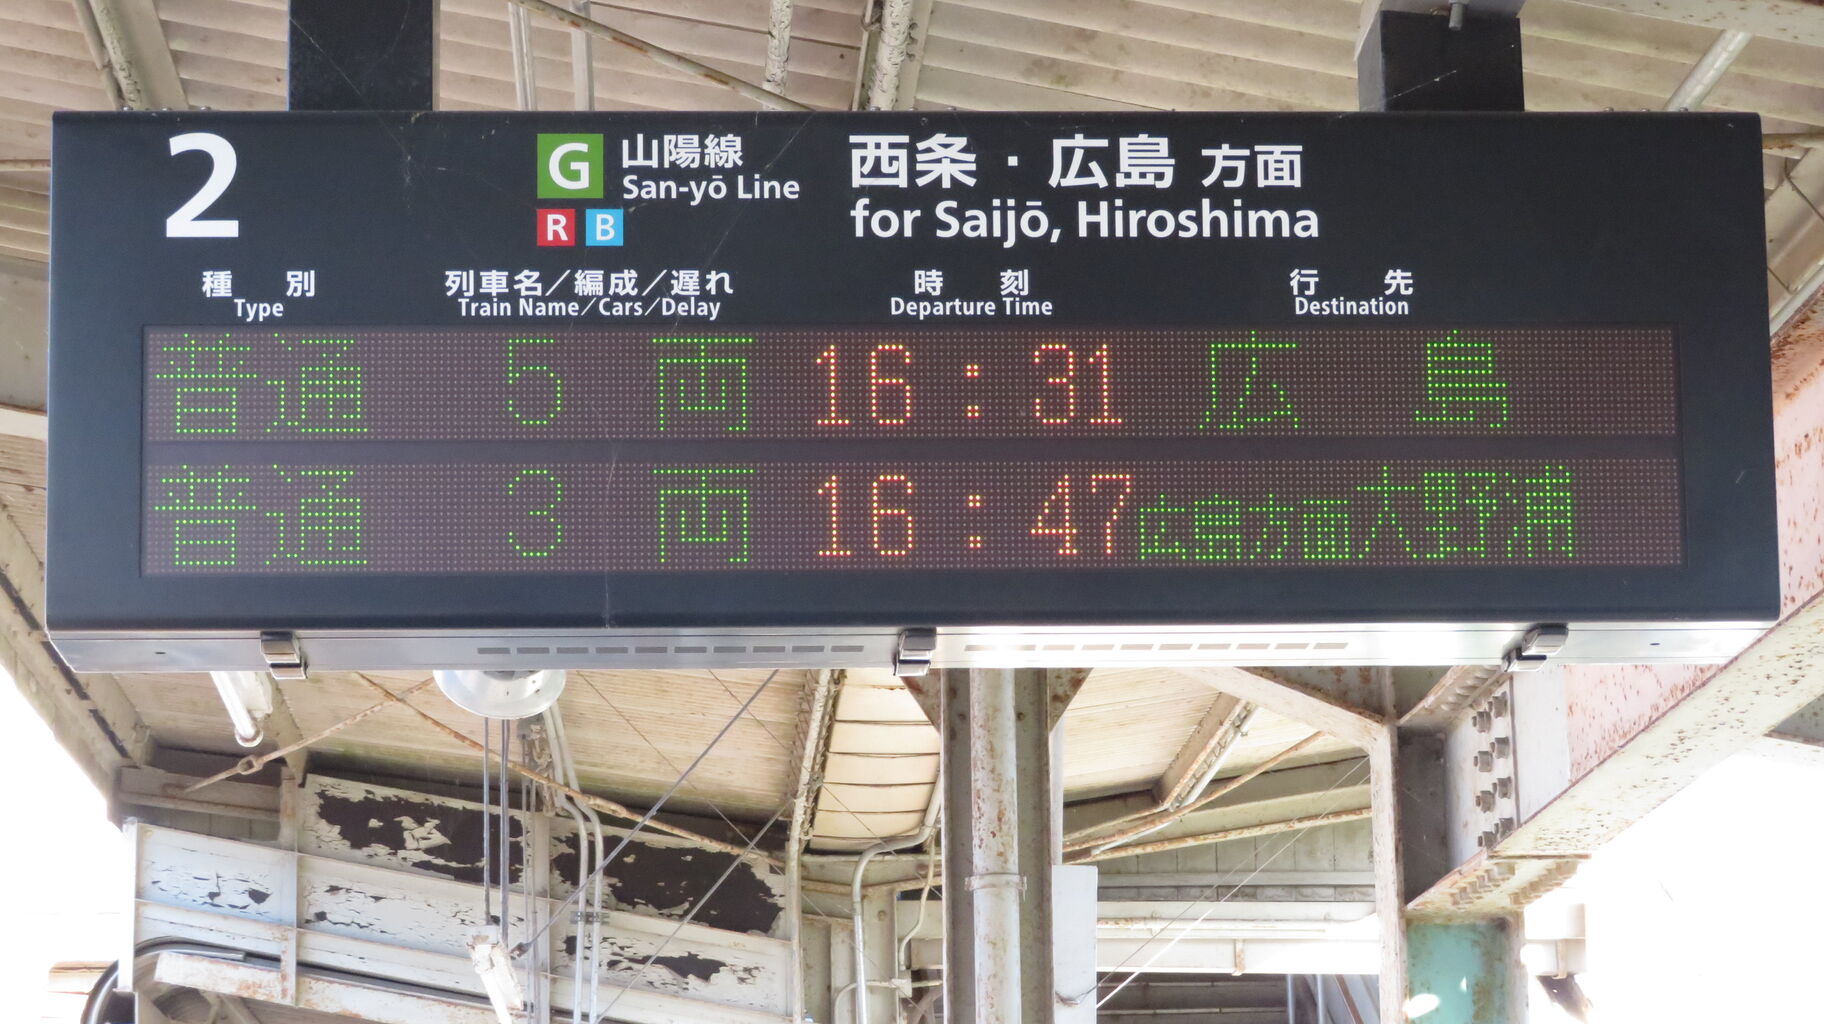 2
G 山陽線 西条・広島 方面
San-yō Line
R B for Saijō, Hiroshima
種別 列車名/編成/遅れ 時刻 行先
Type Train Name/Cars/Delay Departure Time Destination
普通 5両 16:31 広島
普通 3両 16:47 広島方面大野浦